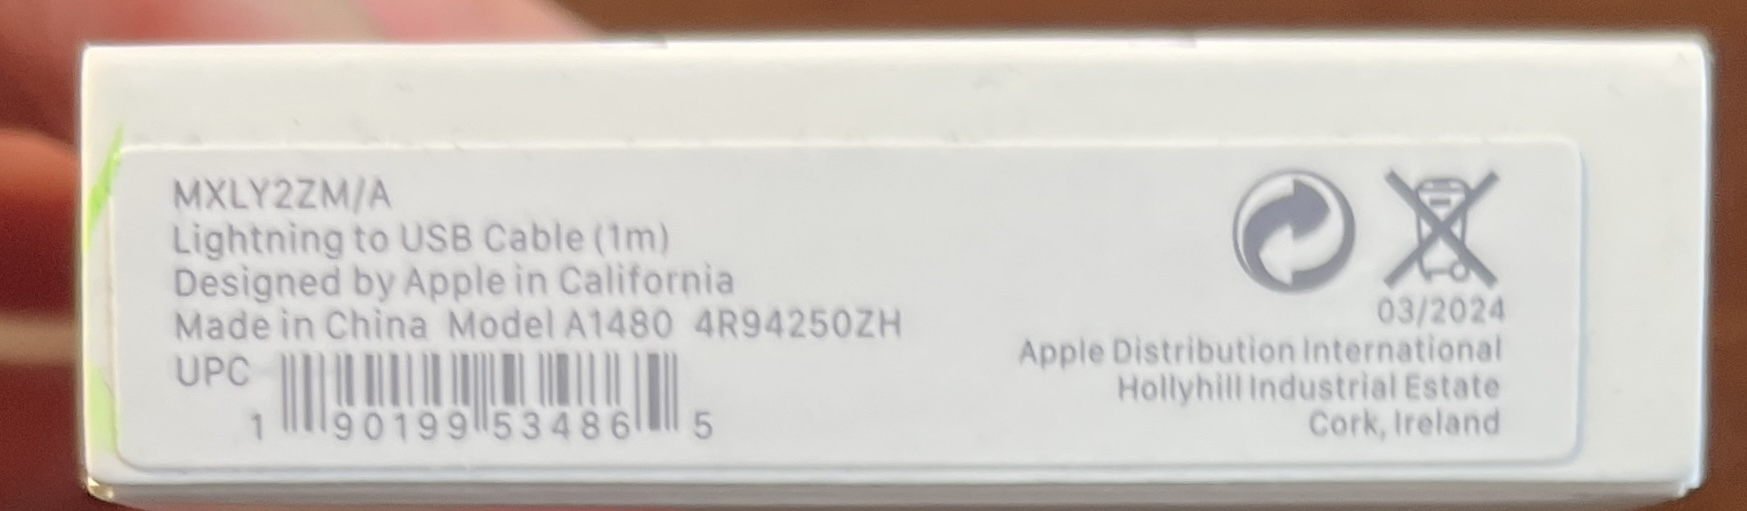 MXLY2ZM/A
Lightning to USB Cable (1m)
Designed by Apple in California
Made in China Model A1480 4R94250ZH
UPC
1 90199 53486 5
03/2024
Apple Distribution International
Hollyhill Industrial Estate
Cork, Ireland